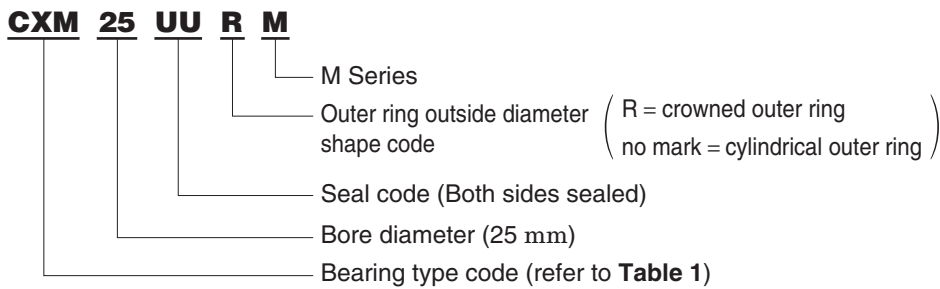 CXM 25 UU R M
M Series
Outer ring outside diameter
shape code
R = crowned outer ring
no mark = cylindrical outer ring
Seal code (Both sides sealed)
Bore diameter (25 mm)
Bearing type code (refer to Table 1)